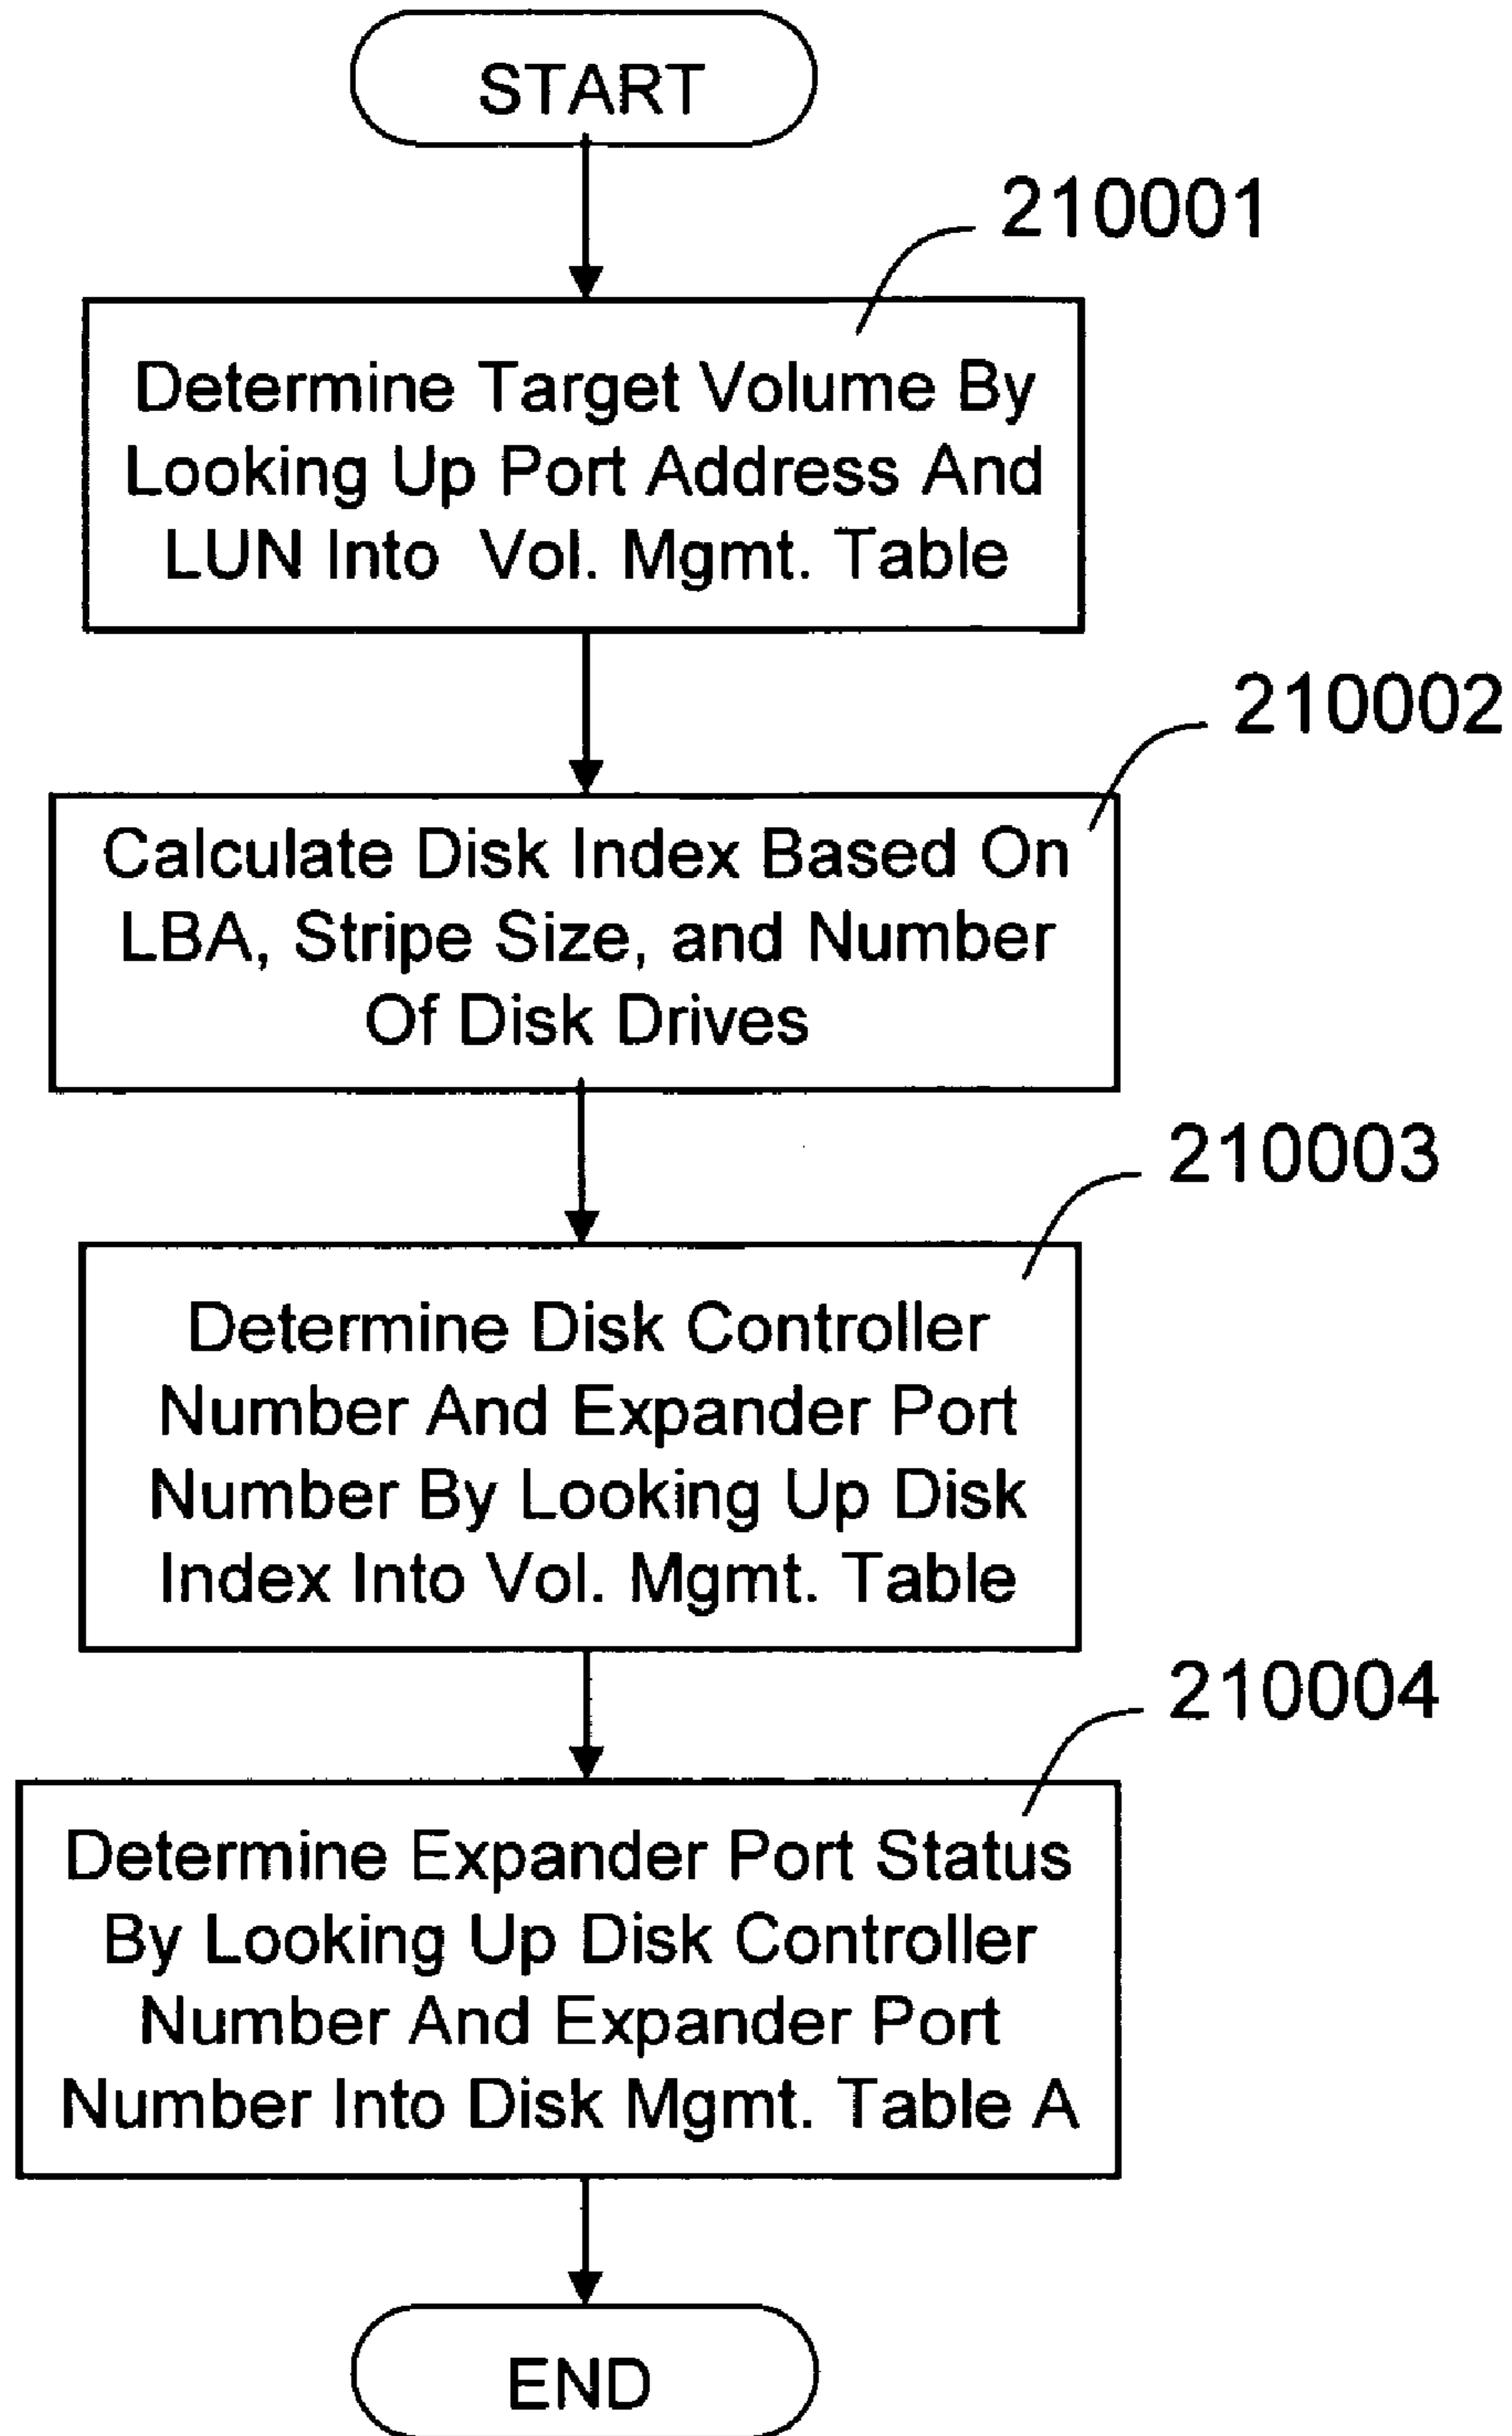 START
210001
Determine Target Volume By
Looking Up Port Address And
LUN Into Vol. Mgmt. Table
210002
Calculate Disk Index Based On
LBA, Stripe Size, and Number
Of Disk Drives
210003
Determine Disk Controller
Number And Expander Port
Number By Looking Up Disk
Index Into Vol. Mgmt. Table
210004
Determine Expander Port Status
By Looking Up Disk Controller
Number And Expander Port
Number Into Disk Mgmt. Table A
END